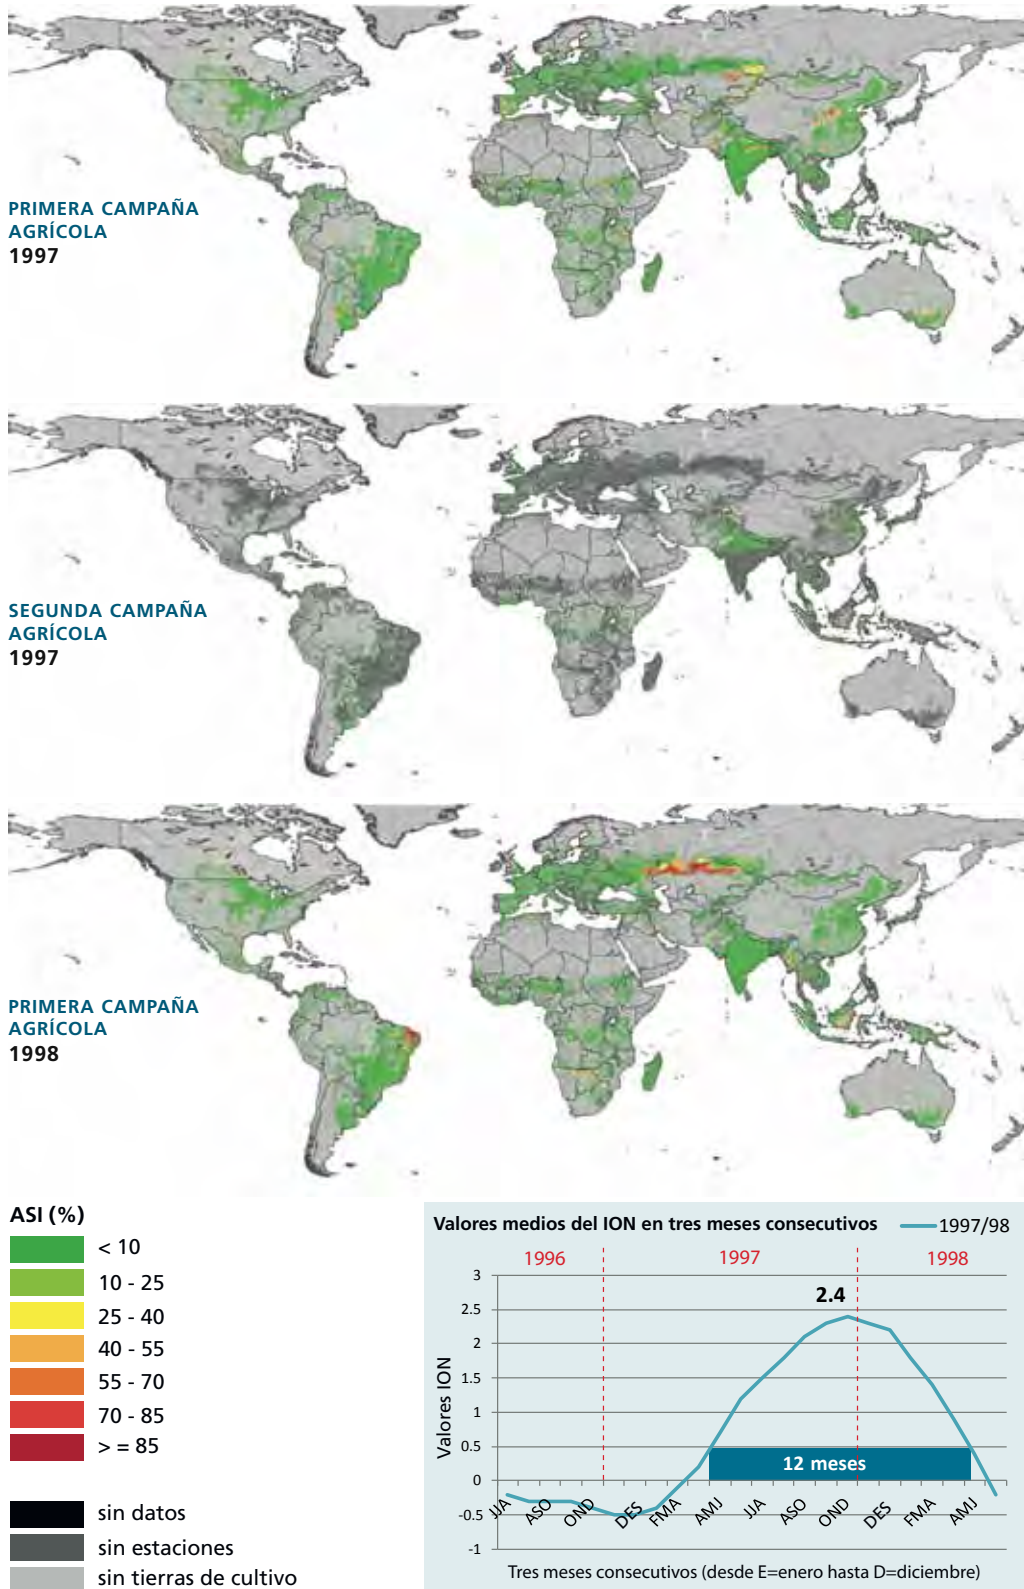 PRIMERA CAMPAÑA
AGRÍCOLA
1997
SEGUNDA CAMPAÑA
AGRÍCOLA
1997
PRIMERA CAMPAÑA
AGRÍCOLA
1998
ASI (%)
< 10
10 - 25
25 - 40
40 - 55
55 - 70
70 - 85
> = 85
sin datos
sin estaciones
sin tierras de cultivo
Valores medios del ION en tres meses consecutivos
1997/98
1996 1997 1998
3
2.5
2
1.5
1
0.5
0
-0.5
-1
Valores ION
2.4
12 meses
JJA ASO OND DES FMA AMJ JJA ASO OND DES FMA AMJ
Tres meses consecutivos (desde E=enero hasta D=diciembre)